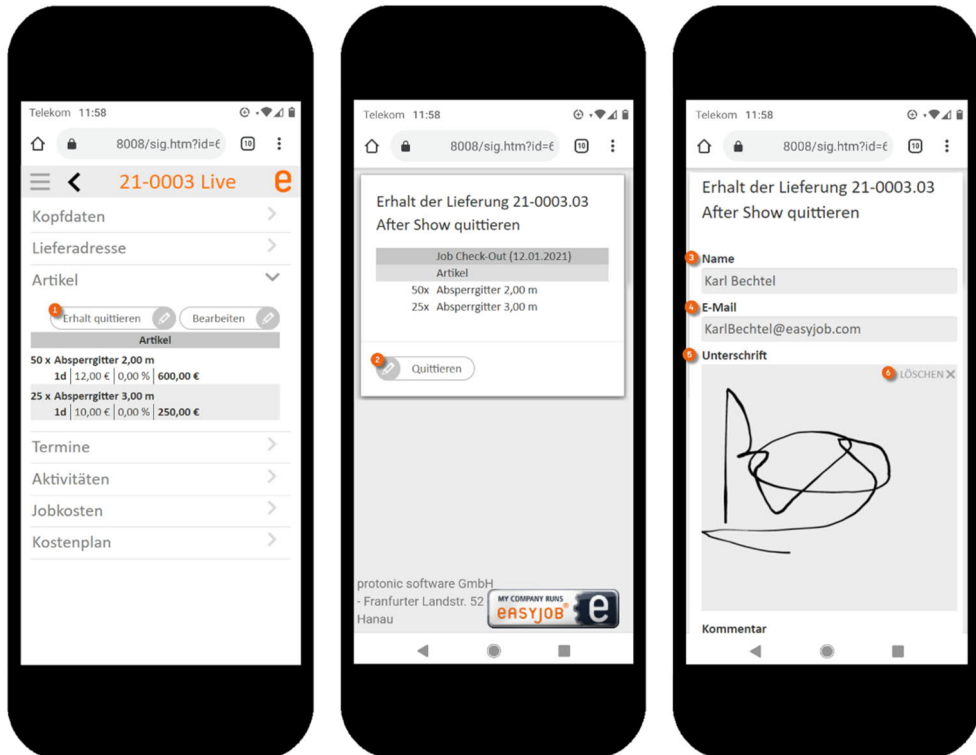 Telekom 11:58
8008/sig.htm?id=6
10
21-0003 Live
e
Kopfdaten
Lieferadresse
Artikel
1
Erhalt quittieren
Bearbeiten
Artikel
50 x Absperrgitter 2,00 m
1d 12,00 € 0,00 % 600,00 €
25 x Absperrgitter 3,00 m
1d 10,00 € 0,00 % 250,00 €
Termine
Aktivitäten
Jobkosten
Kostenplan
Telekom 11:58
8008/sig.htm?id=6
10
Erhalt der Lieferung 21-0003.03
After Show quittieren
Job Check-Out (12.01.2021)
Artikel
50x Absperrgitter 2,00 m
25x Absperrgitter 3,00 m
2
Quittieren
protonic software GmbH
- Franfurter Landstr. 52
Hanau
MY COMPANY RUNS
easyjob®
e
Telekom 11:58
8008/sig.htm?id=6
10
Erhalt der Lieferung 21-0003.03
After Show quittieren
3
Name
Karl Bechtel
4
E-Mail
KarlBechtel@easyjob.com
5
Unterschrift
6
LÖSCHEN
Kommentar